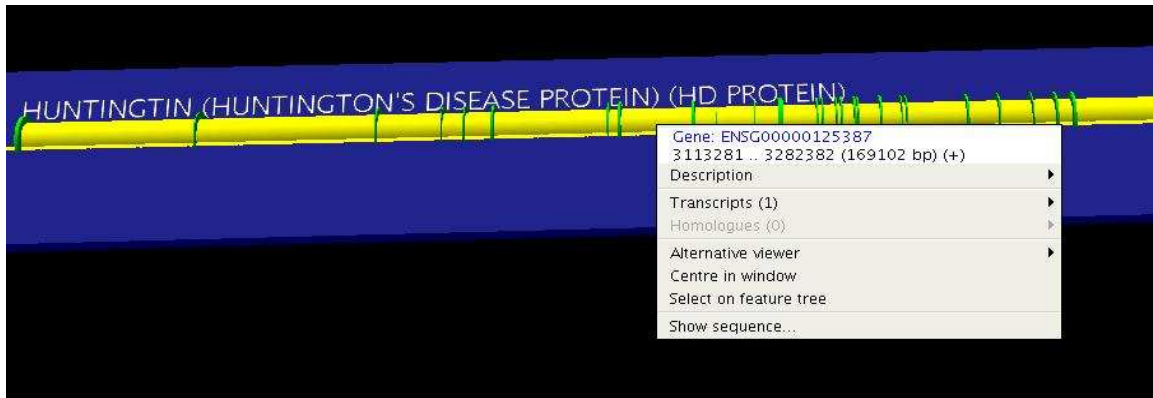 HUNTINGTIN (HUNTINGTON'S DISEASE PROTEIN) (HD PROTEIN)
Gene: ENSG00000125387
3113281 .. 3282382 (169102 bp) (+)
Description
Transcripts (1)
Homologues (0)
Alternative viewer
Centre in window
Select on feature tree
Show sequence...